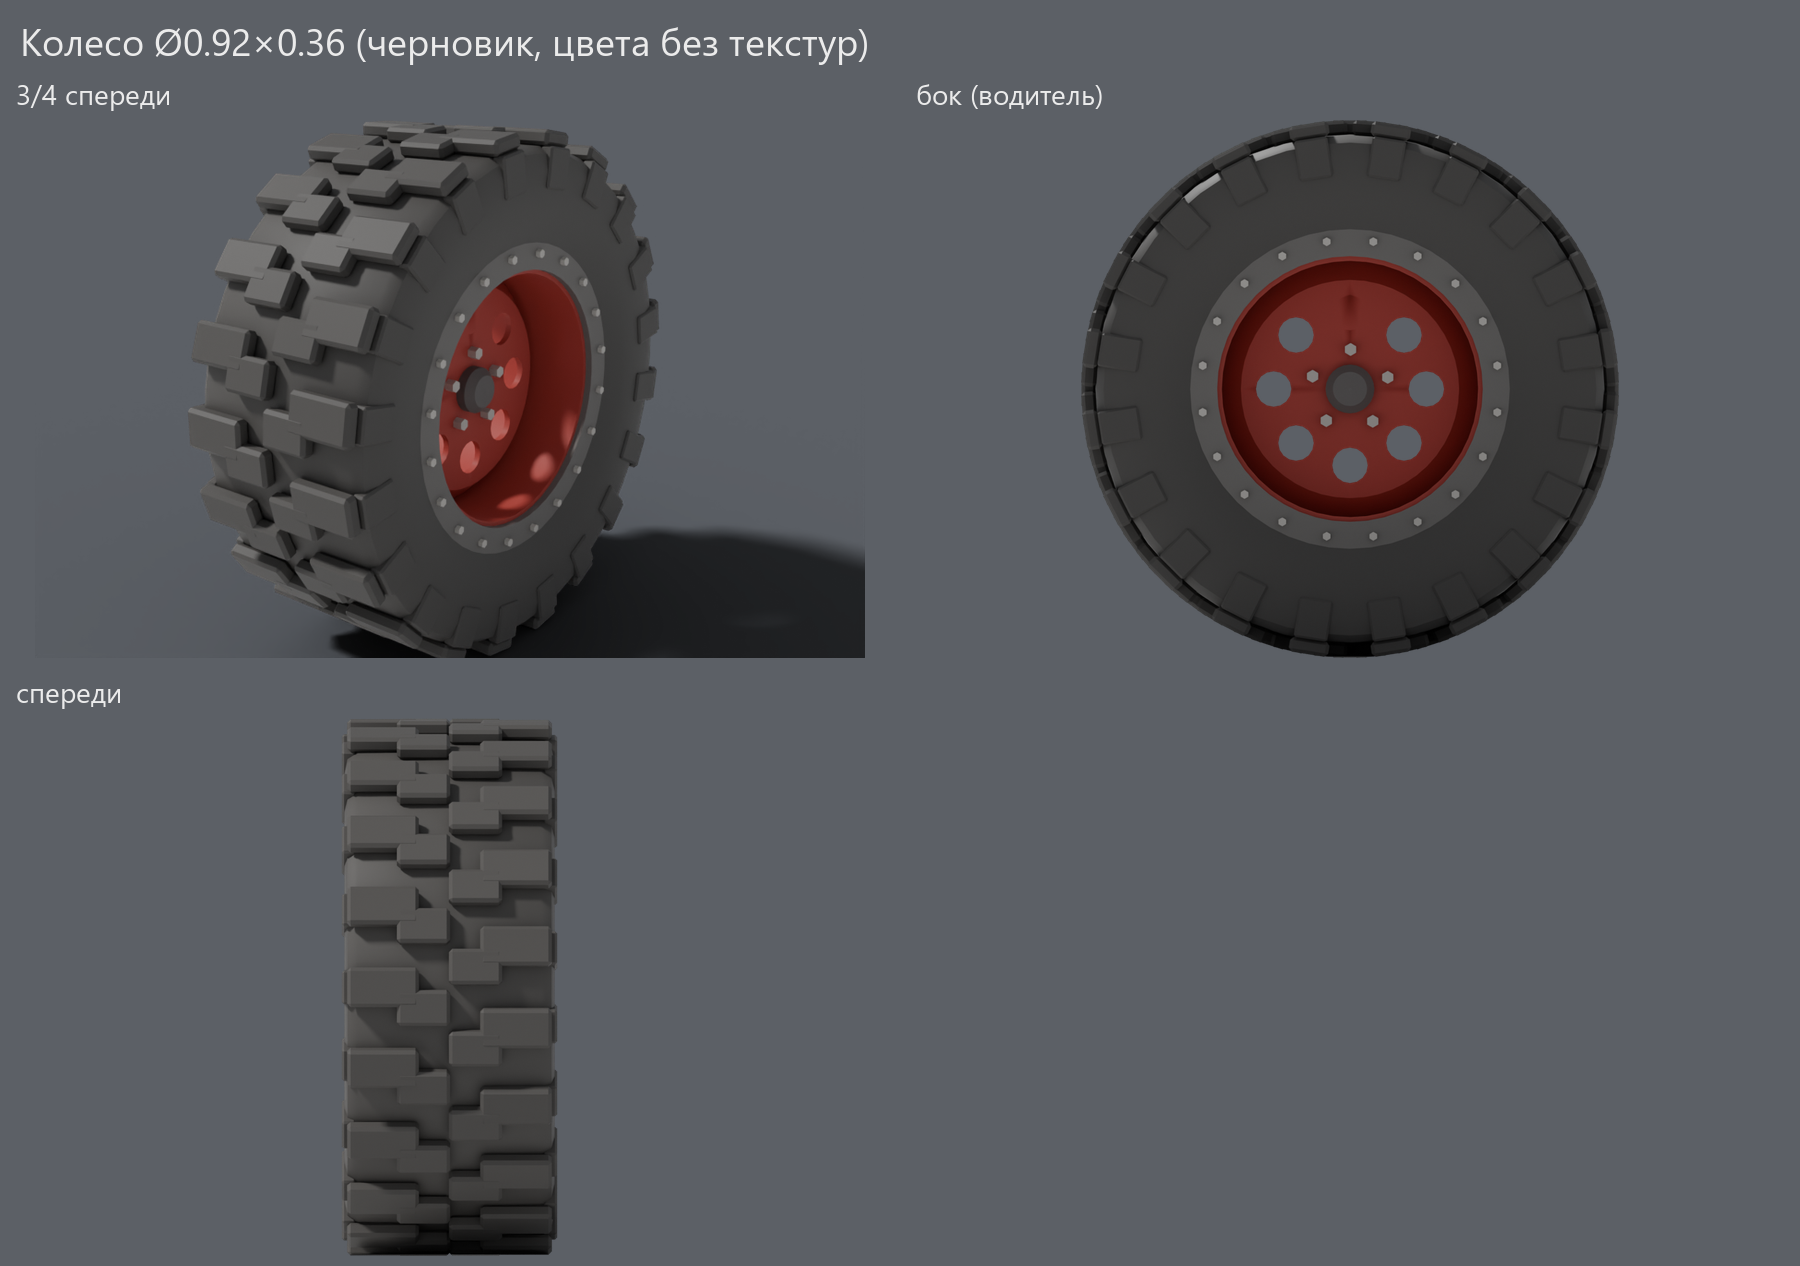 Колесо Ø0.92×0.36 (черновик, цвета без текстур)
3/4 спереди
бок (водитель)
спереди